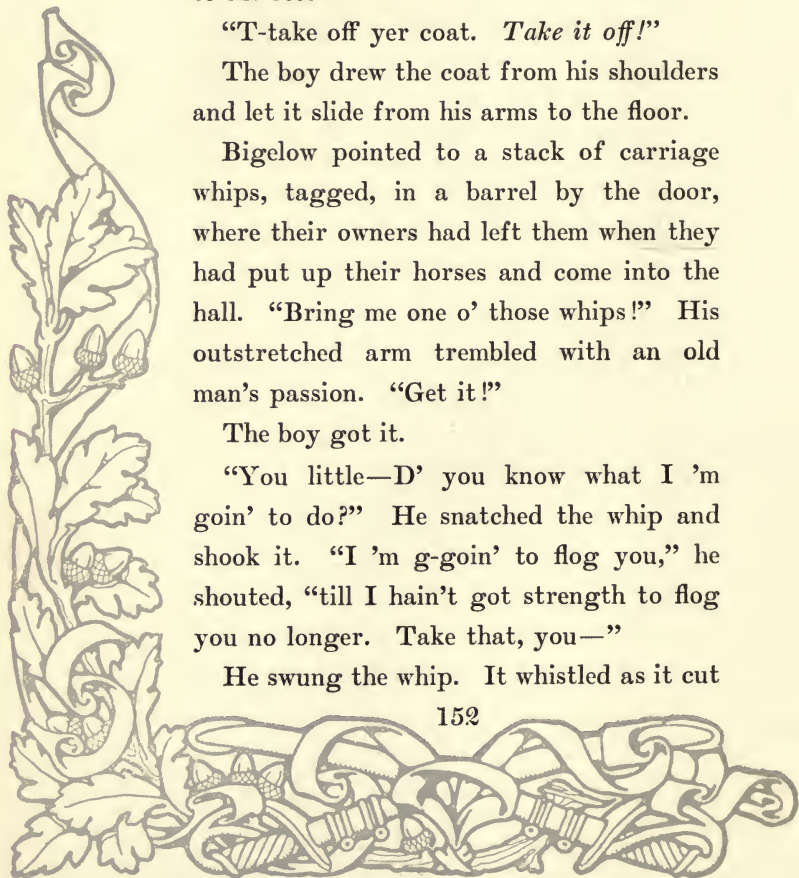 "T-take off yer coat. Take it off!"
The boy drew the coat from his shoulders
and let it slide from his arms to the floor.
Bigelow pointed to a stack of carriage
whips, tagged, in a barrel by the door,
where their owners had left them when they
had put up their horses and come into the
hall. "Bring me one o' those whips!" His
outstretched arm trembled with an old
man's passion. "Get it!"
The boy got it.
"You little—D' you know what I 'm
goin' to do?" He snatched the whip and
shook it. "I 'm g-goin' to flog you," he
shouted, "till I hain't got strength to flog
you no longer. Take that, you—"
He swung the whip. It whistled as it cut
152